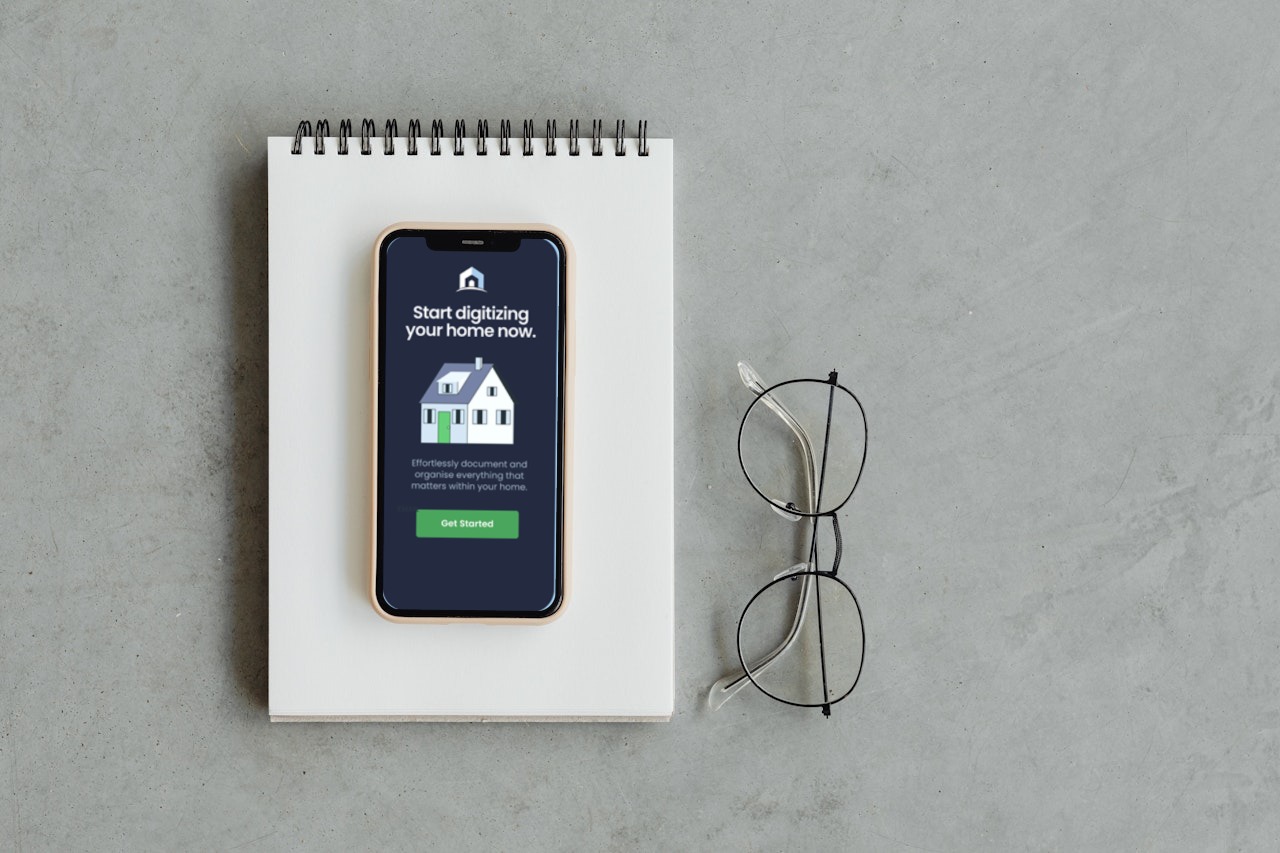 Start digitizing
your home now.
Effortlessly document and
organise everything that
matters within your home.
Get Started